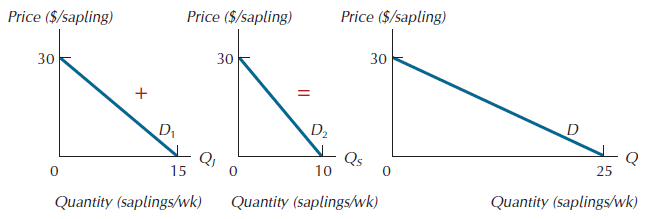 Price ($/sapling) Price ($/sapling) Price ($/sapling)
30 30 30
+ =
D₁ D₂ D
0 15 Qⱼ 0 10 Qs 0 25 Q
Quantity (saplings/wk) Quantity (saplings/wk) Quantity (saplings/wk)